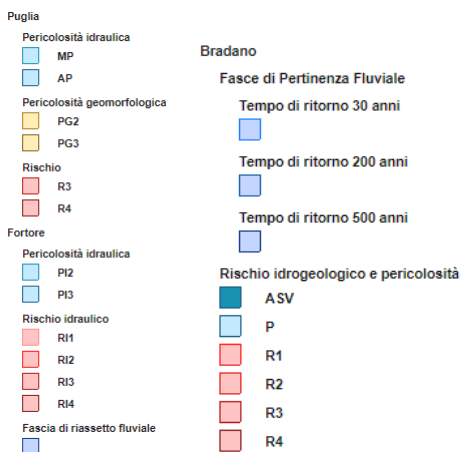 Puglia
Pericolosità idraulica
MP
AP
Pericolosità geomorfologica
PG2
PG3
Rischio
R3
R4
Fortore
Pericolosità idraulica
PI2
PI3
Rischio idraulico
RI1
RI2
RI3
RI4
Fascia di riassetto fluviale
Bradano
Fasce di Pertinenza Fluviale
Tempo di ritorno 30 anni
Tempo di ritorno 200 anni
Tempo di ritorno 500 anni
Rischio idrogeologico e pericolosità
ASV
P
R1
R2
R3
R4